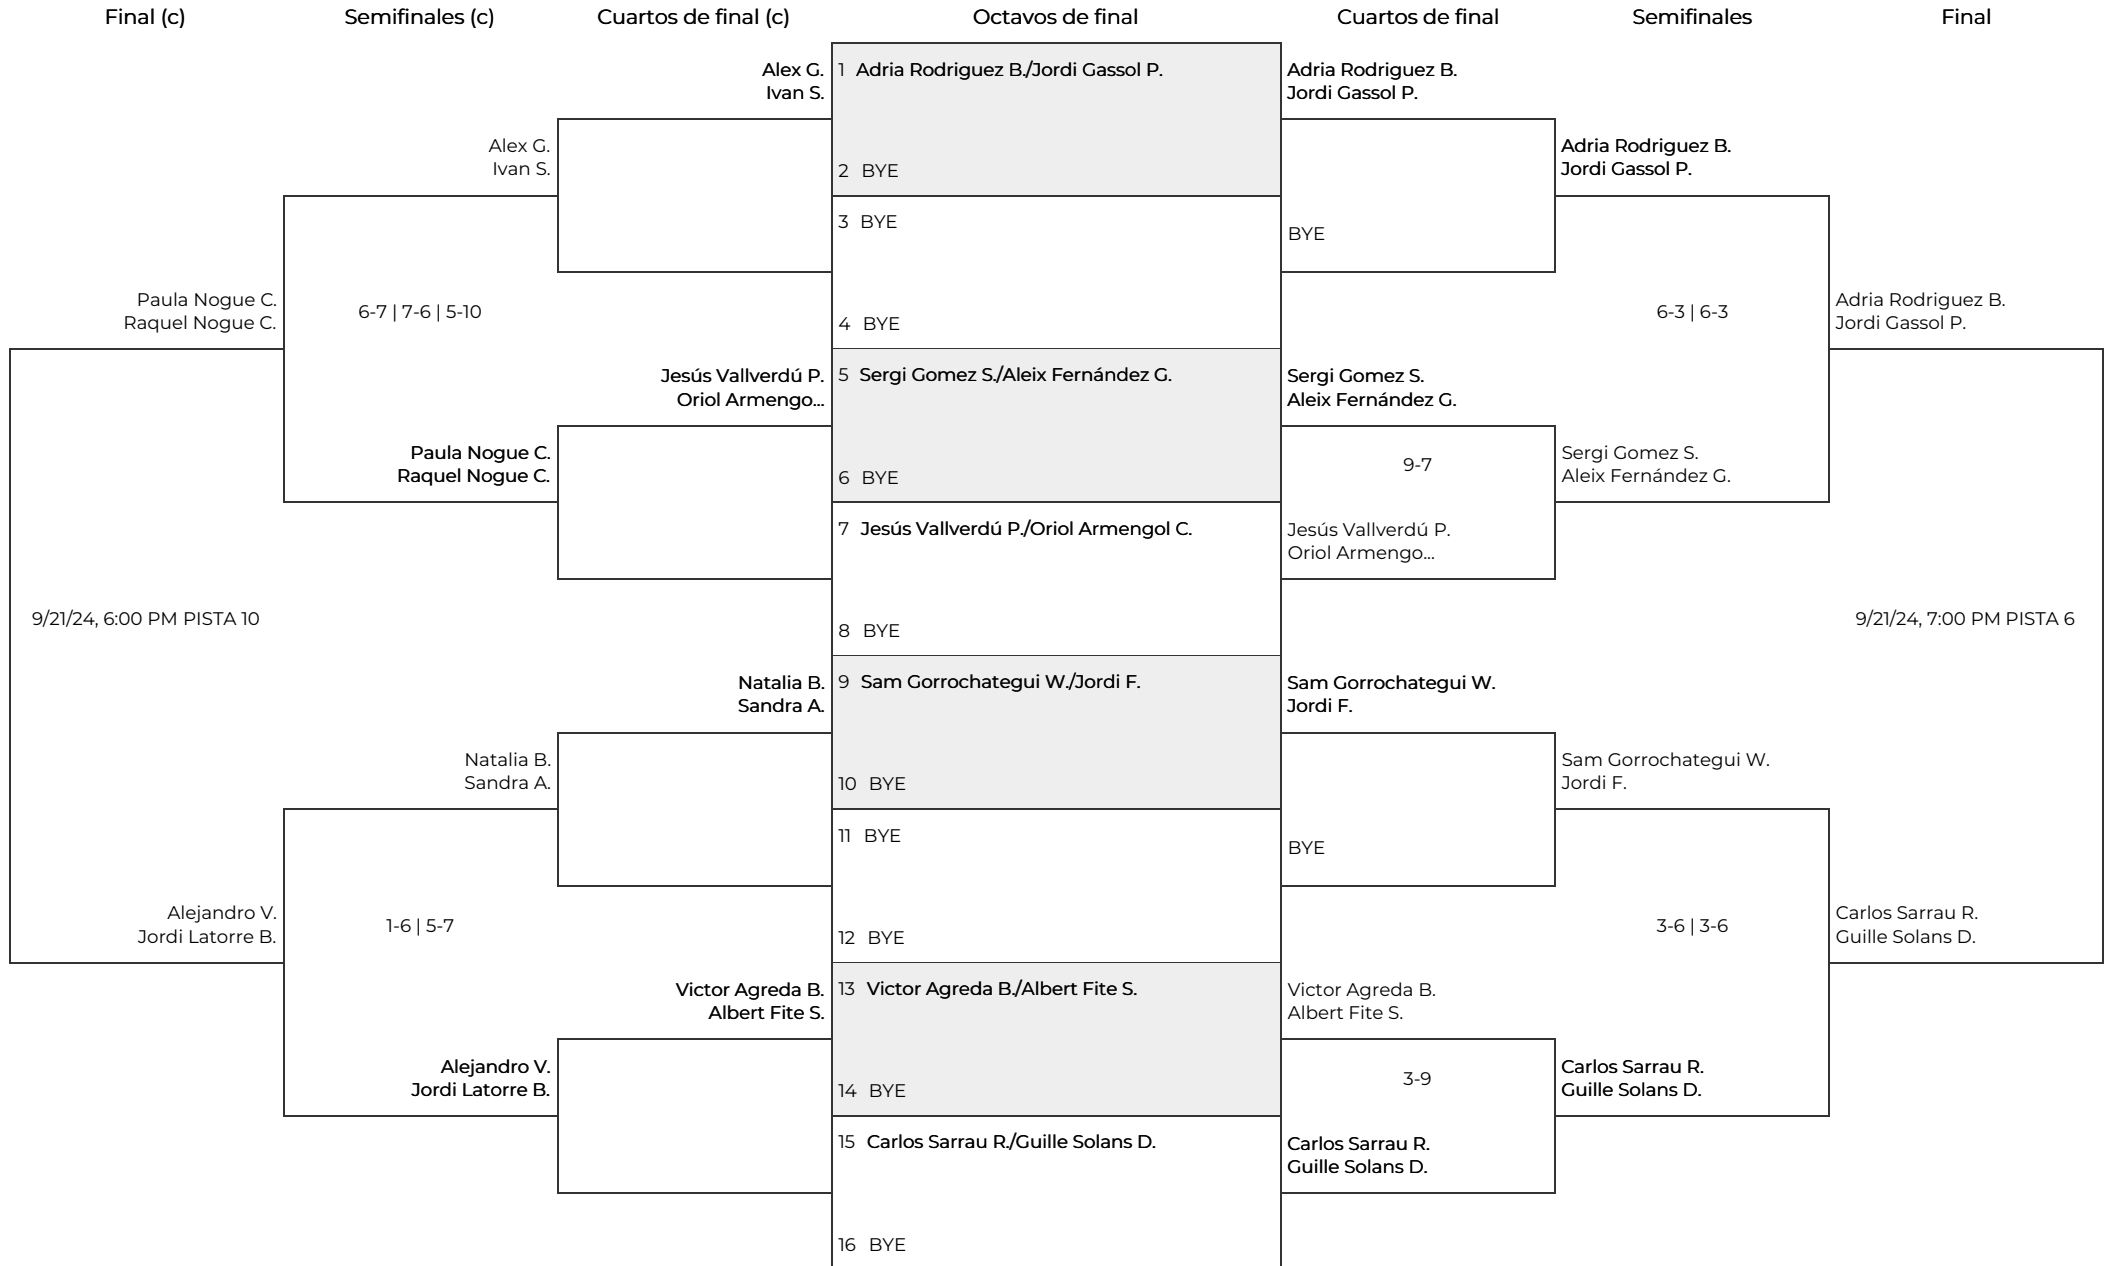 Final (c)
Semifinales (c)
Cuartos de final (c)
Octavos de final
Cuartos de final
Semifinales
Final
Paula Nogue C.
Raquel Nogue C.
9/21/24, 6:00 PM PISTA 10
Alejandro V.
Jordi Latorre B.
Alex G.
Ivan S.
6-7 | 7-6 | 5-10
Paula Nogue C.
Raquel Nogue C.
Natalia B.
Sandra A.
1-6 | 5-7
Alejandro V.
Jordi Latorre B.
Alex G.
Ivan S.
Jesús Vallverdú P.
Oriol Armengo...
Natalia B.
Sandra A.
Victor Agreda B.
Albert Fite S.
1 Adria Rodriguez B./Jordi Gassol P.
2 BYE
3 BYE
4 BYE
5 Sergi Gomez S./Aleix Fernández G.
6 BYE
7 Jesús Vallverdú P./Oriol Armengol C.
8 BYE
9 Sam Gorrochategui W./Jordi F.
10 BYE
11 BYE
12 BYE
13 Victor Agreda B./Albert Fite S.
14 BYE
15 Carlos Sarrau R./Guille Solans D.
16 BYE
Adria Rodriguez B.
Jordi Gassol P.
BYE
Sergi Gomez S.
Aleix Fernández G.
9-7
Jesús Vallverdú P.
Oriol Armengo...
Sam Gorrochategui W.
Jordi F.
BYE
Victor Agreda B.
Albert Fite S.
3-9
Carlos Sarrau R.
Guille Solans D.
Adria Rodriguez B.
Jordi Gassol P.
6-3 | 6-3
Sergi Gomez S.
Aleix Fernández G.
Sam Gorrochategui W.
Jordi F.
3-6 | 3-6
Carlos Sarrau R.
Guille Solans D.
Adria Rodriguez B.
Jordi Gassol P.
9/21/24, 7:00 PM PISTA 6
Carlos Sarrau R.
Guille Solans D.